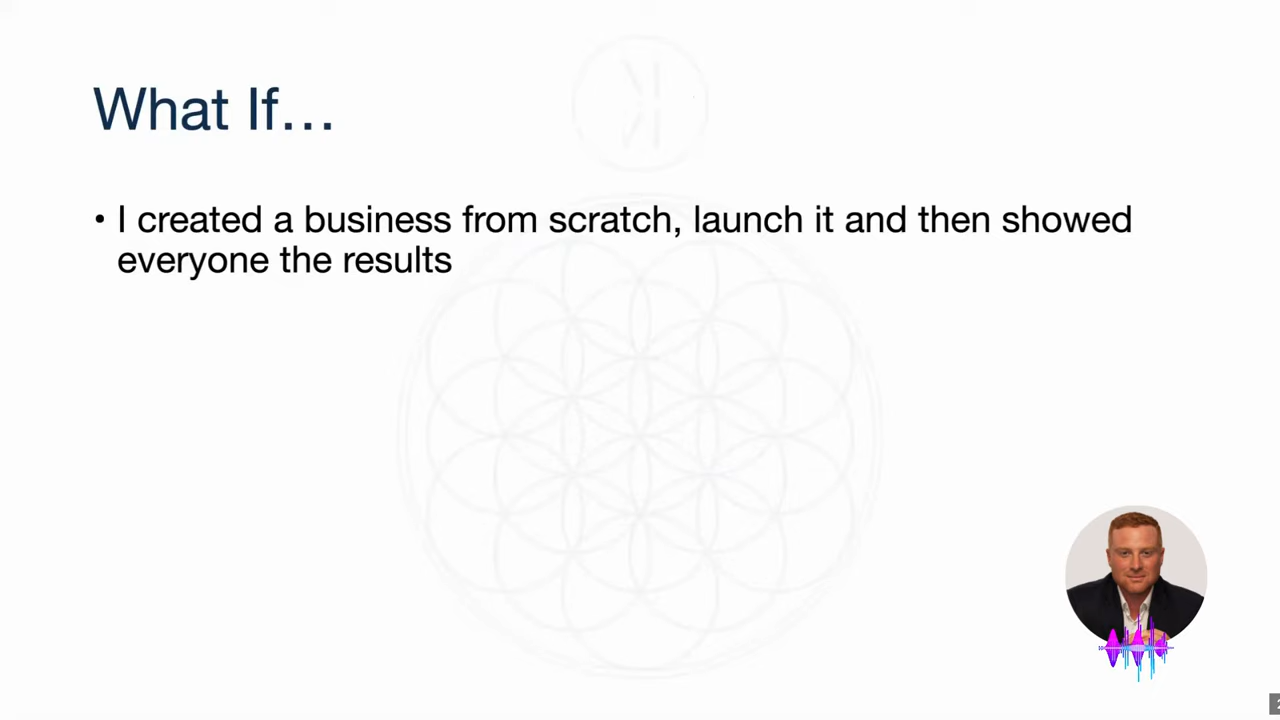 What If…
• I created a business from scratch, launch it and then showed
everyone the results